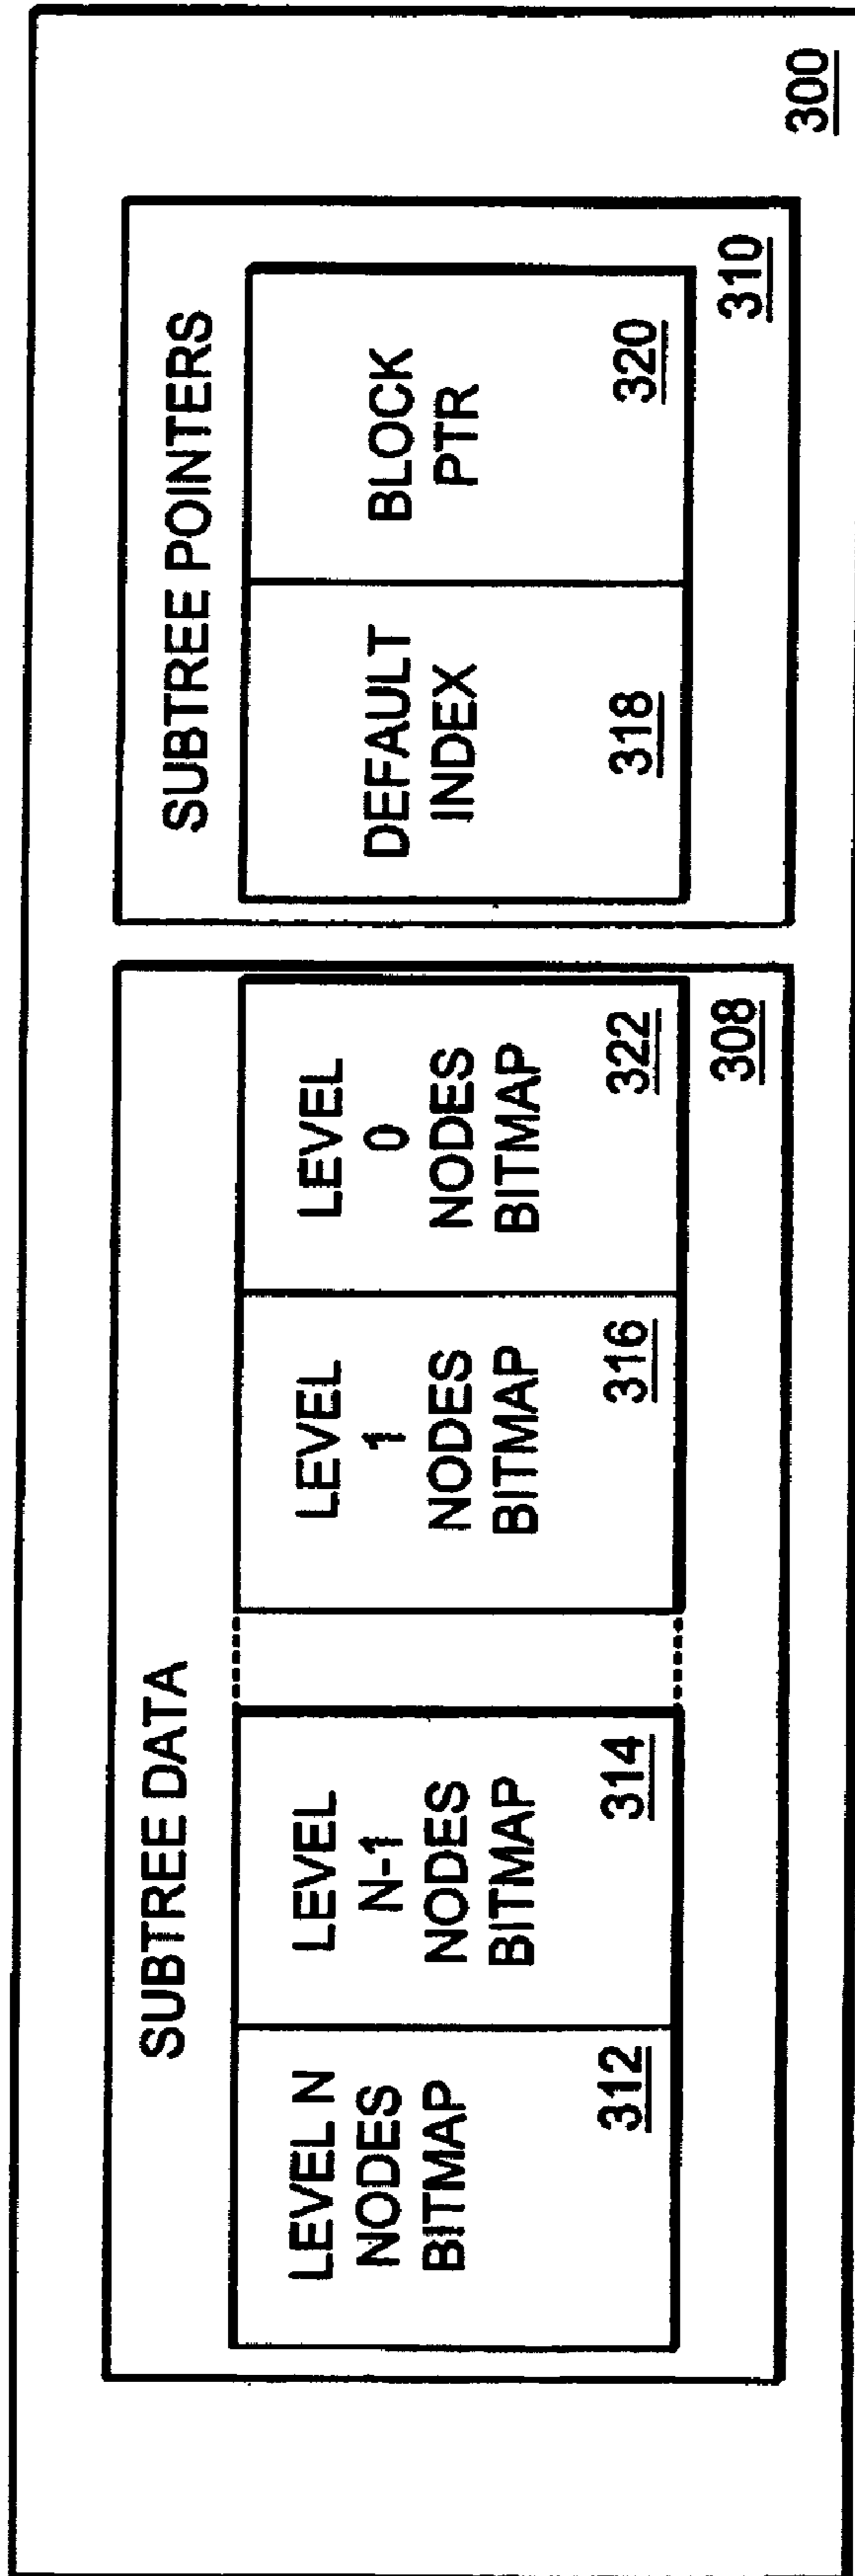 SUBTREE DATA
LEVEL N
NODES
BITMAP
312
LEVEL
N-1
NODES
BITMAP
314
LEVEL
1
NODES
BITMAP
316
LEVEL
0
NODES
BITMAP
322
308
SUBTREE POINTERS
DEFAULT
INDEX
318
BLOCK
PTR
320
310
300